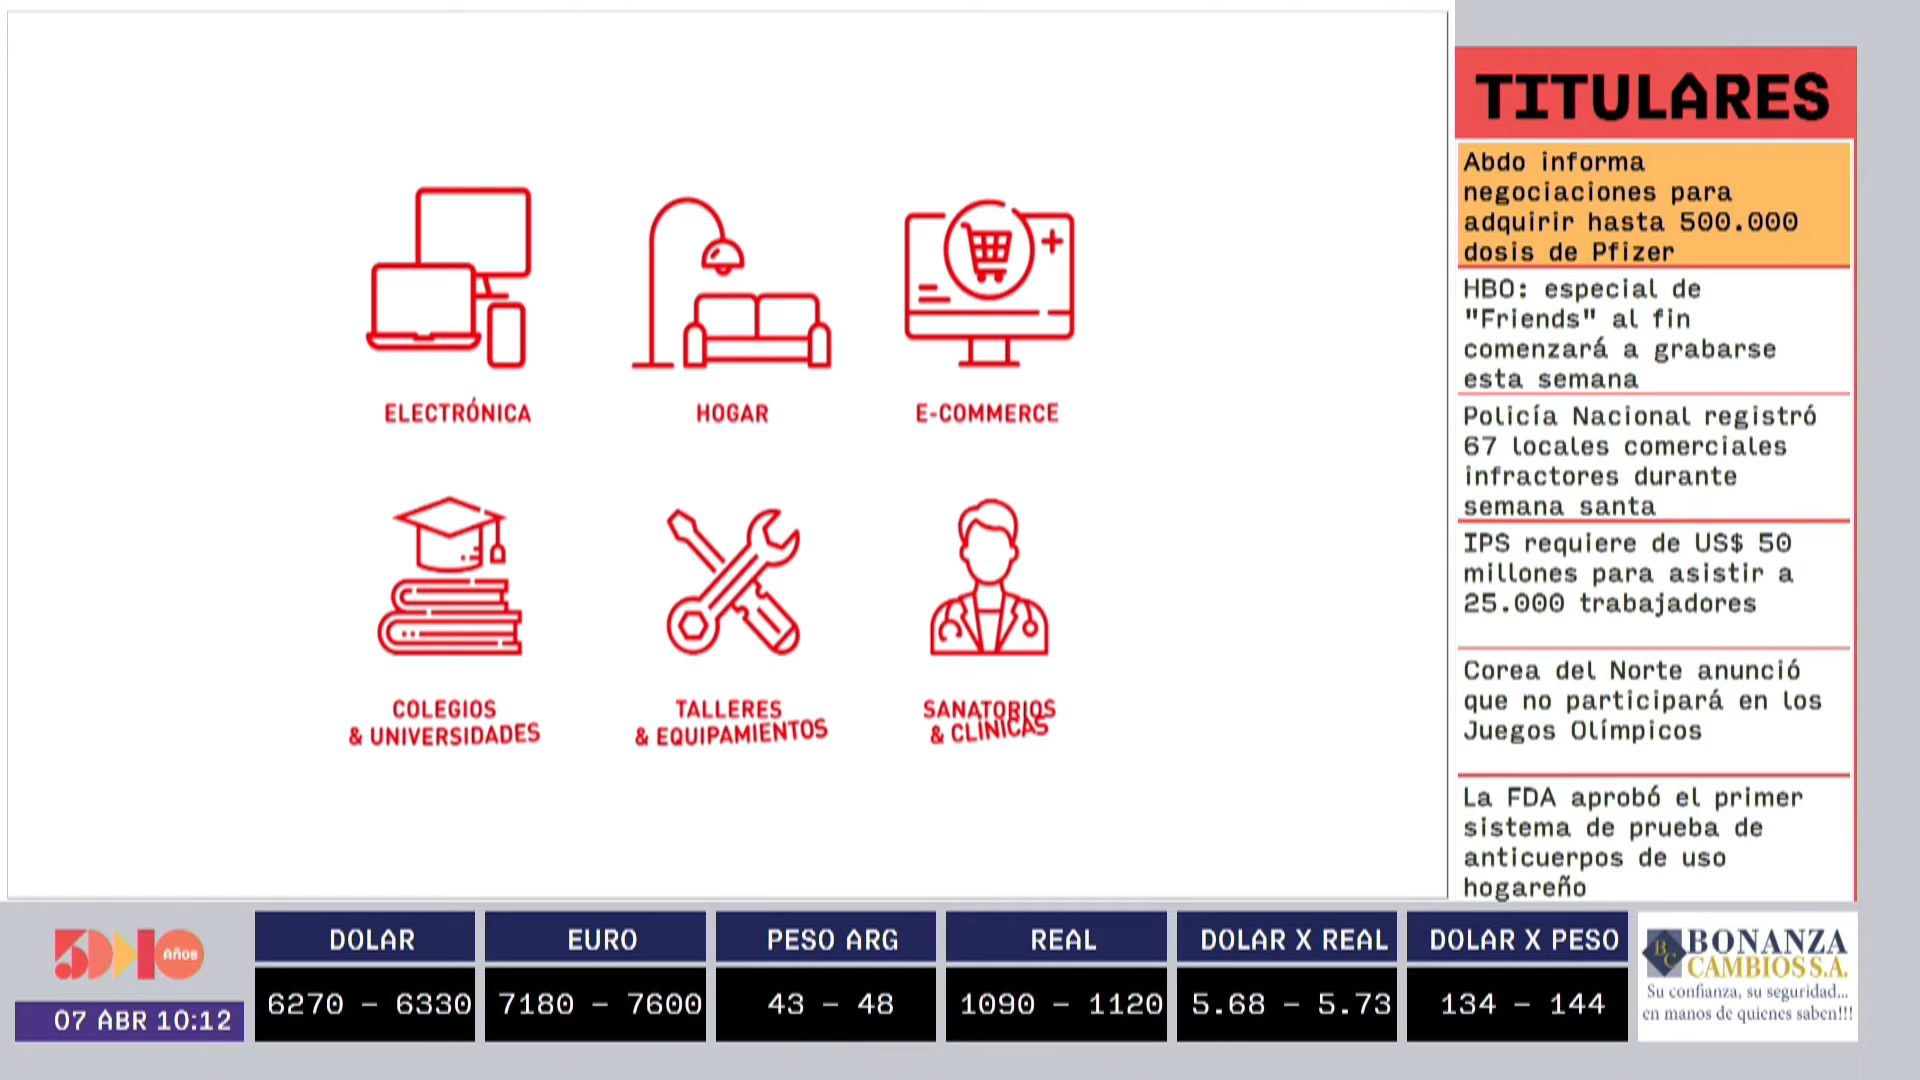 ELECTRÓNICA
HOGAR
E-COMMERCE
COLEGIOS
& UNIVERSIDADES
TALLERES
& EQUIPAMIENTOS
SANATORIOS
& CLÍNICAS
TITULARES
Abdo informa
negociaciones para
adquirir hasta 500.000
dosis de Pfizer
HBO: especial de
"Friends" al fin
comenzará a grabarse
esta semana
Policía Nacional registró
67 locales comerciales
infractores durante
semana santa
IPS requiere de US$ 50
millones para asistir a
25.000 trabajadores
Corea del Norte anunció
que no participará en los
Juegos Olímpicos
La FDA aprobó el primer
sistema de prueba de
anticuerpos de uso
hogareño
Años
07 ABR 10:12
DOLAR
6270 - 6330
EURO
7180 - 7600
PESO ARG
43 - 48
REAL
1090 - 1120
DOLAR X REAL
5.68 - 5.73
DOLAR X PESO
134 - 144
BC
BONANZA
CAMBIOS S.A.
Su confianza, su seguridad...
en manos de quienes saben!!!